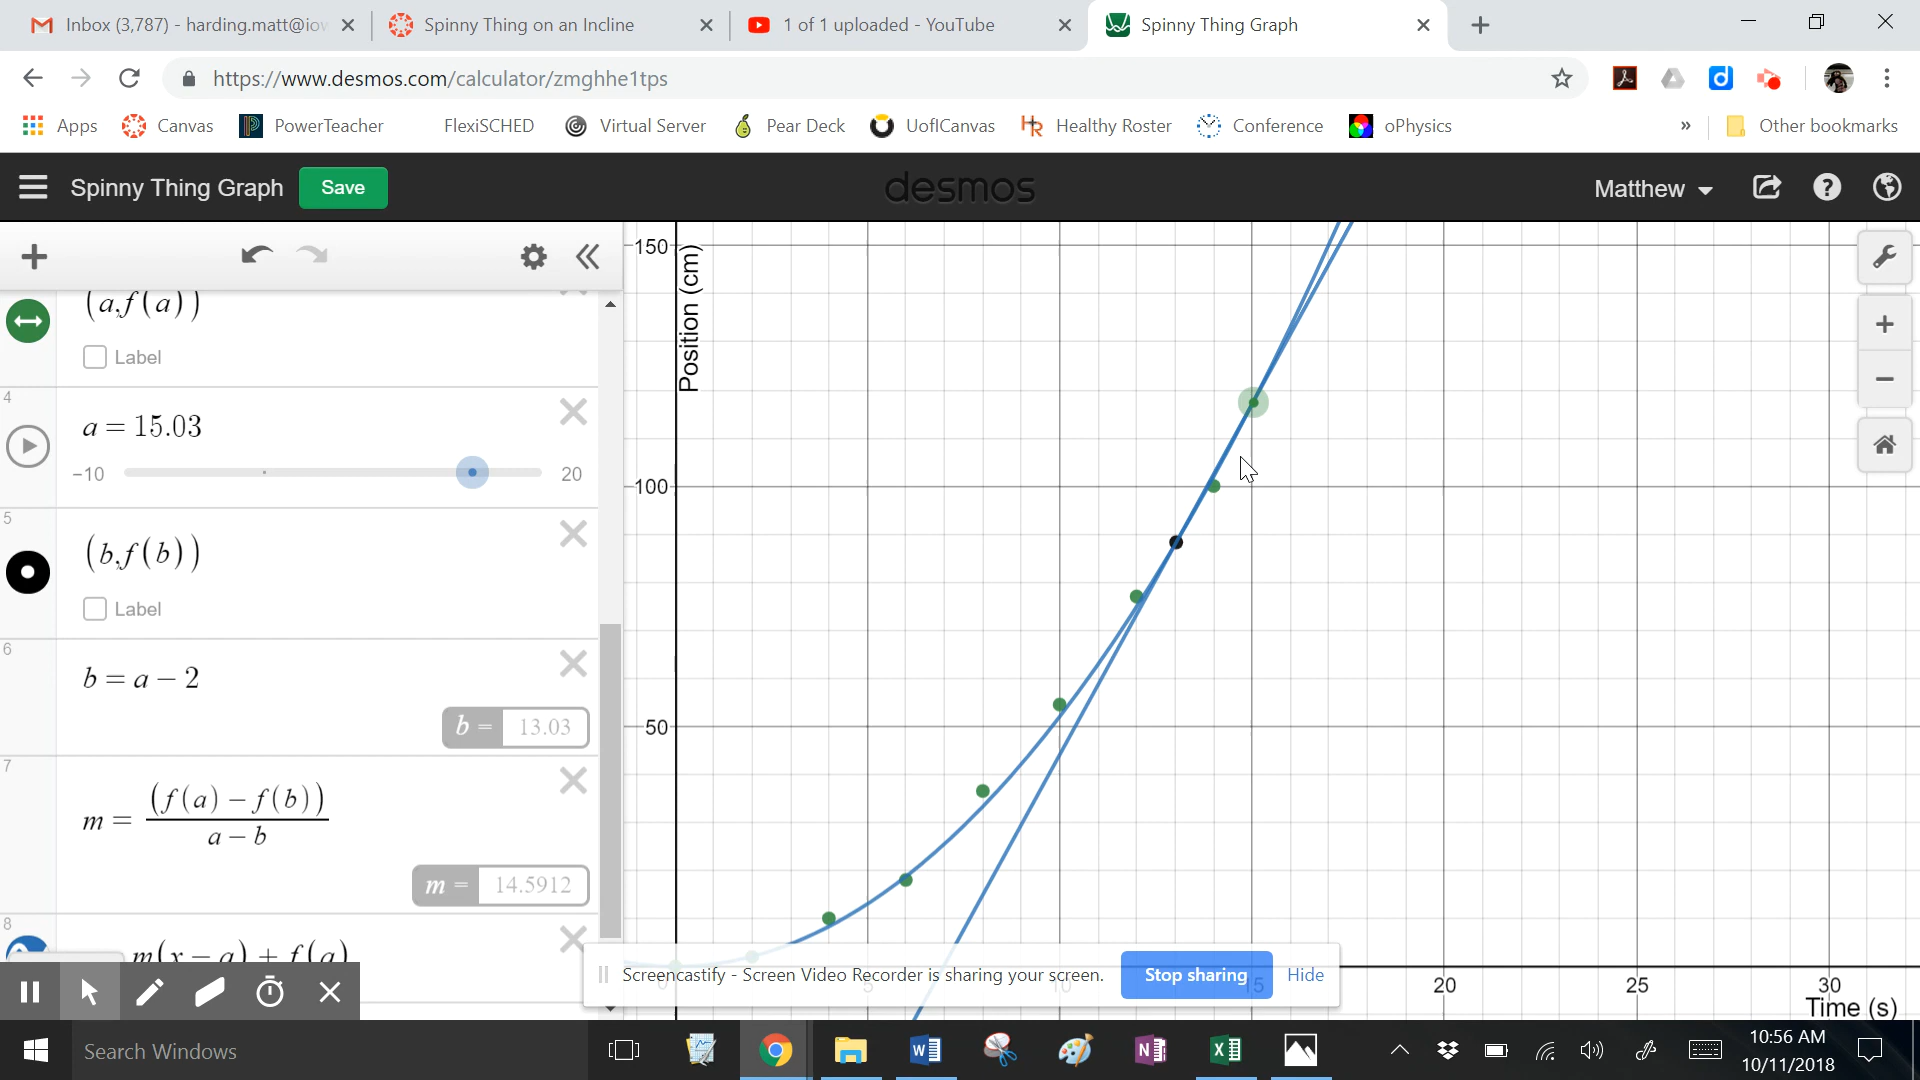 Inbox (3,787) - harding.matt@iow
Spinny Thing on an Incline
1 of 1 uploaded - YouTube
Spinny Thing Graph
https://www.desmos.com/calculator/zmghhe1tps
Apps
Canvas
PowerTeacher
FlexiSCHED
Virtual Server
Pear Deck
UofICanvas
Healthy Roster
Conference
oPhysics
»
Other bookmarks
Spinny Thing Graph
Save
desmos
Matthew
(a,f(a))
Label
4
a = 15.03
-10
20
5
(b,f(b))
Label
6
b = a − 2
b = 13.03
7
m = (f(a) − f(b)) / a − b
m = 14.5912
8
m(x − a) + f(a)
150
100
50
Position (cm)
20
25
30
Time (s)
Screencastify - Screen Video Recorder is sharing your screen.
Stop sharing
Hide
Search Windows
10:56 AM
10/11/2018